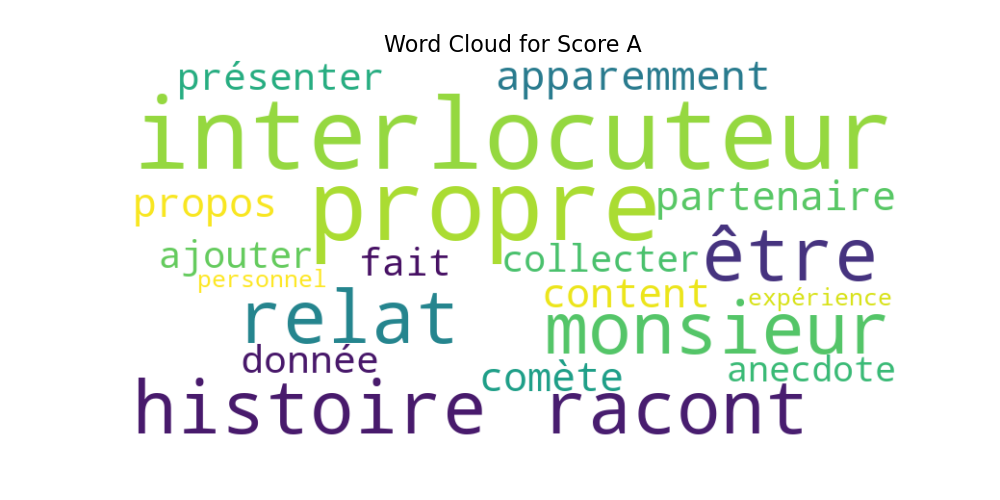 Word Cloud for Score A
présenter apparemment
interlocuteur
propos propre partenaire
ajouter fait collecter être
personnel content expérience
relat monsieur
donnée comète anecdote
histoire racont